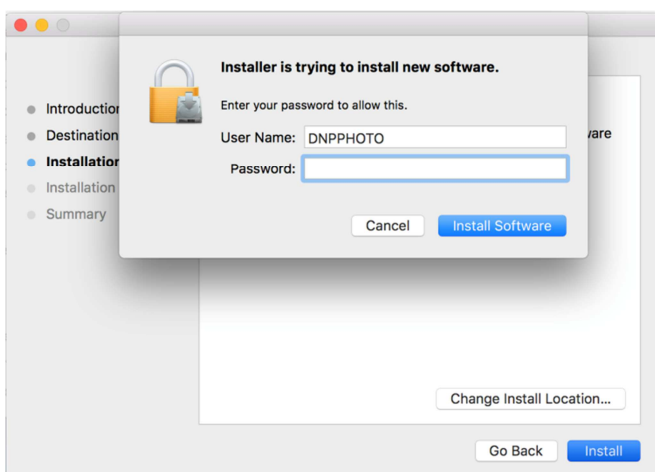 Installer is trying to install new software.
Enter your password to allow this.
User Name: DNPPHOTO
Password:
Cancel
Install Software
Introduction
Destination
Installation
Installation
Summary
ware
Change Install Location...
Go Back
Install